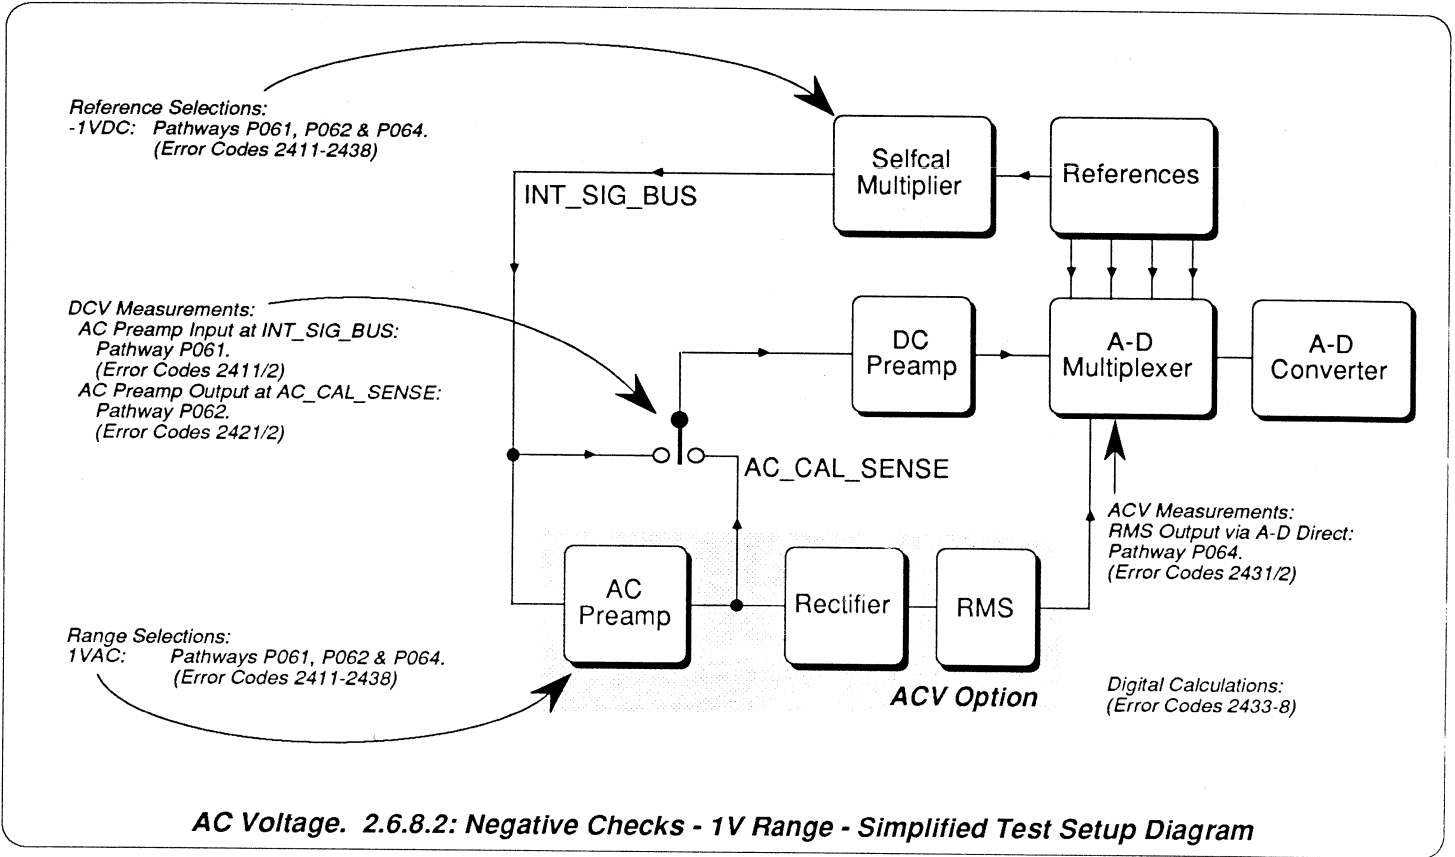 Reference Selections:
-1VDC: Pathways P061, P062 & P064.
(Error Codes 2411-2438)
Selfcal
Multiplier
References
INT_SIG_BUS
DCV Measurements:
AC Preamp Input at INT_SIG_BUS:
Pathway P061.
(Error Codes 2411/2)
AC Preamp Output at AC_CAL_SENSE:
Pathway P062.
(Error Codes 2421/2)
DC
Preamp
A-D
Multiplexer
A-D
Converter
AC_CAL_SENSE
ACV Measurements:
RMS Output via A-D Direct:
Pathway P064.
(Error Codes 2431/2)
AC
Preamp
Rectifier
RMS
Range Selections:
1VAC: Pathways P061, P062 & P064.
(Error Codes 2411-2438)
ACV Option
Digital Calculations:
(Error Codes 2433-8)
AC Voltage. 2.6.8.2: Negative Checks - 1V Range - Simplified Test Setup Diagram